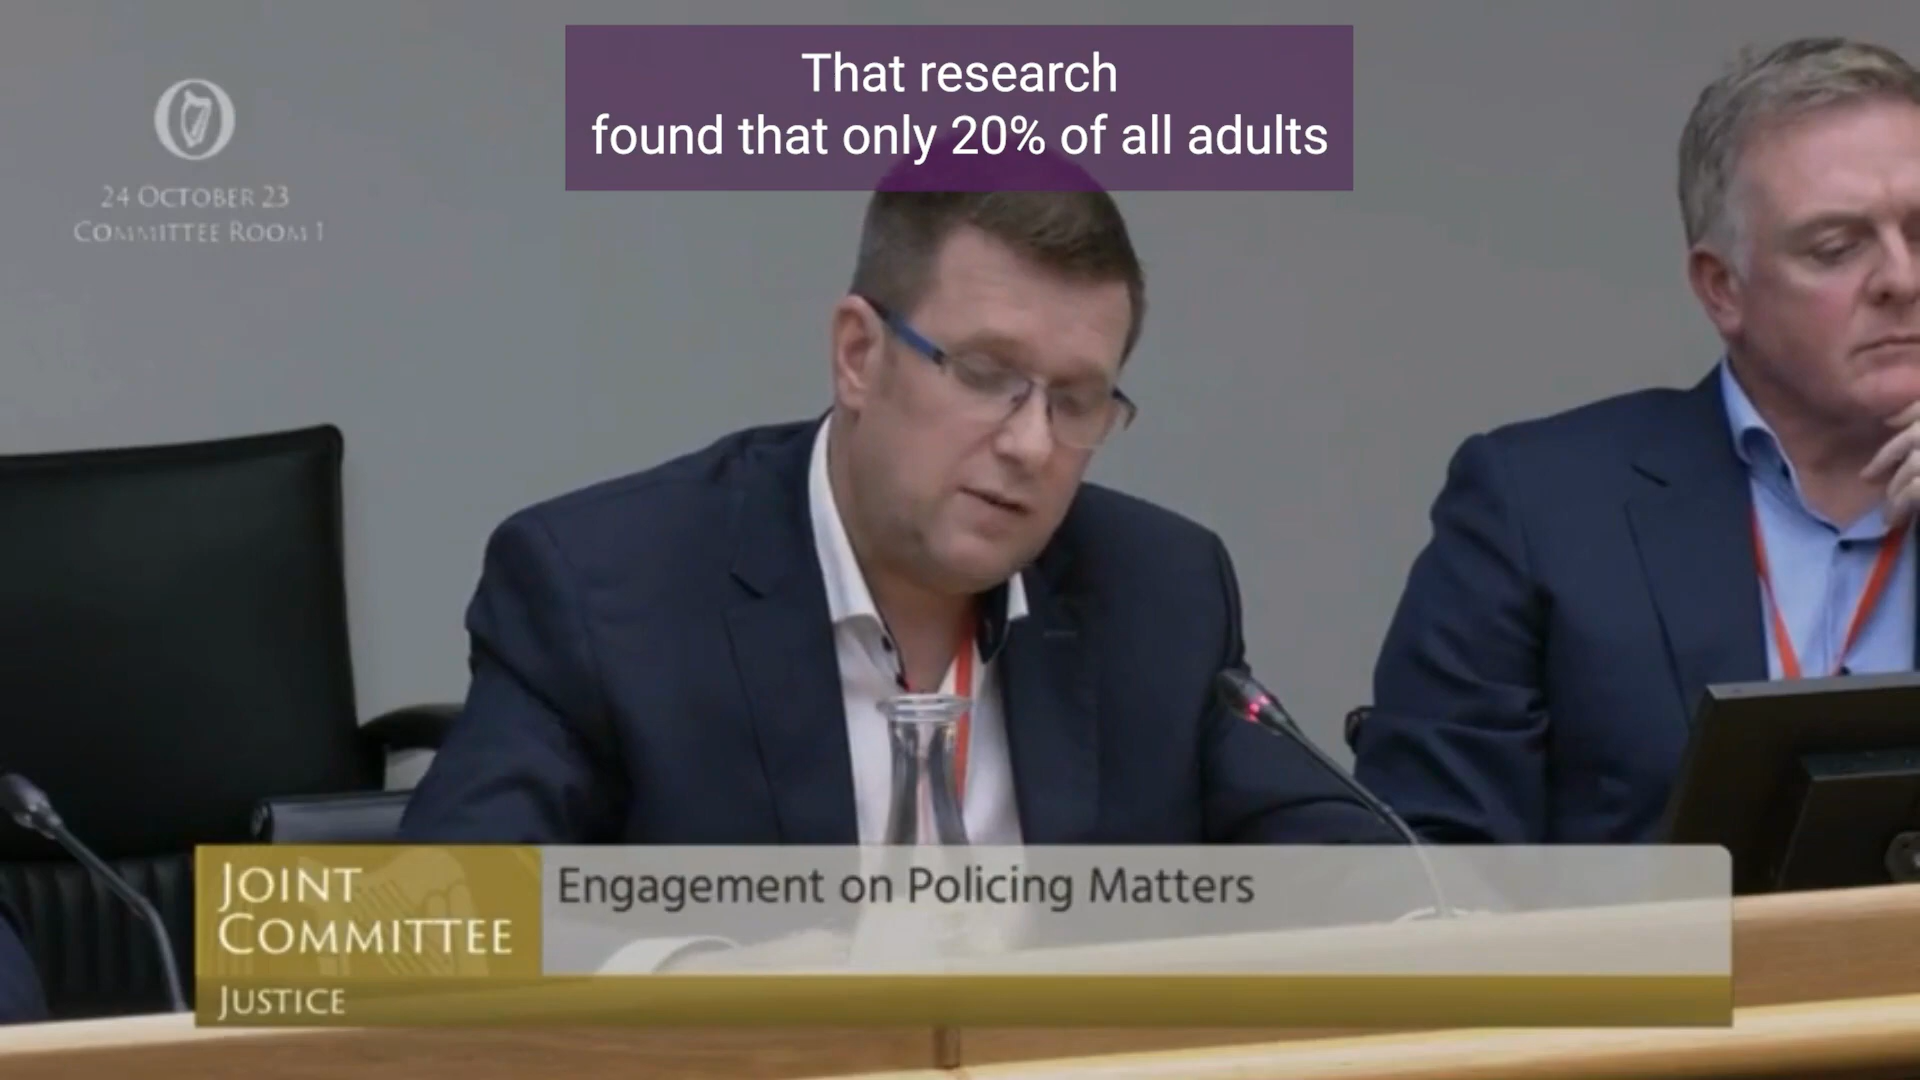 That research
found that only 20% of all adults
24 OCTOBER 23
COMMITTEE ROOM 1
JOINT
COMMITTEE
Engagement on Policing Matters
JUSTICE